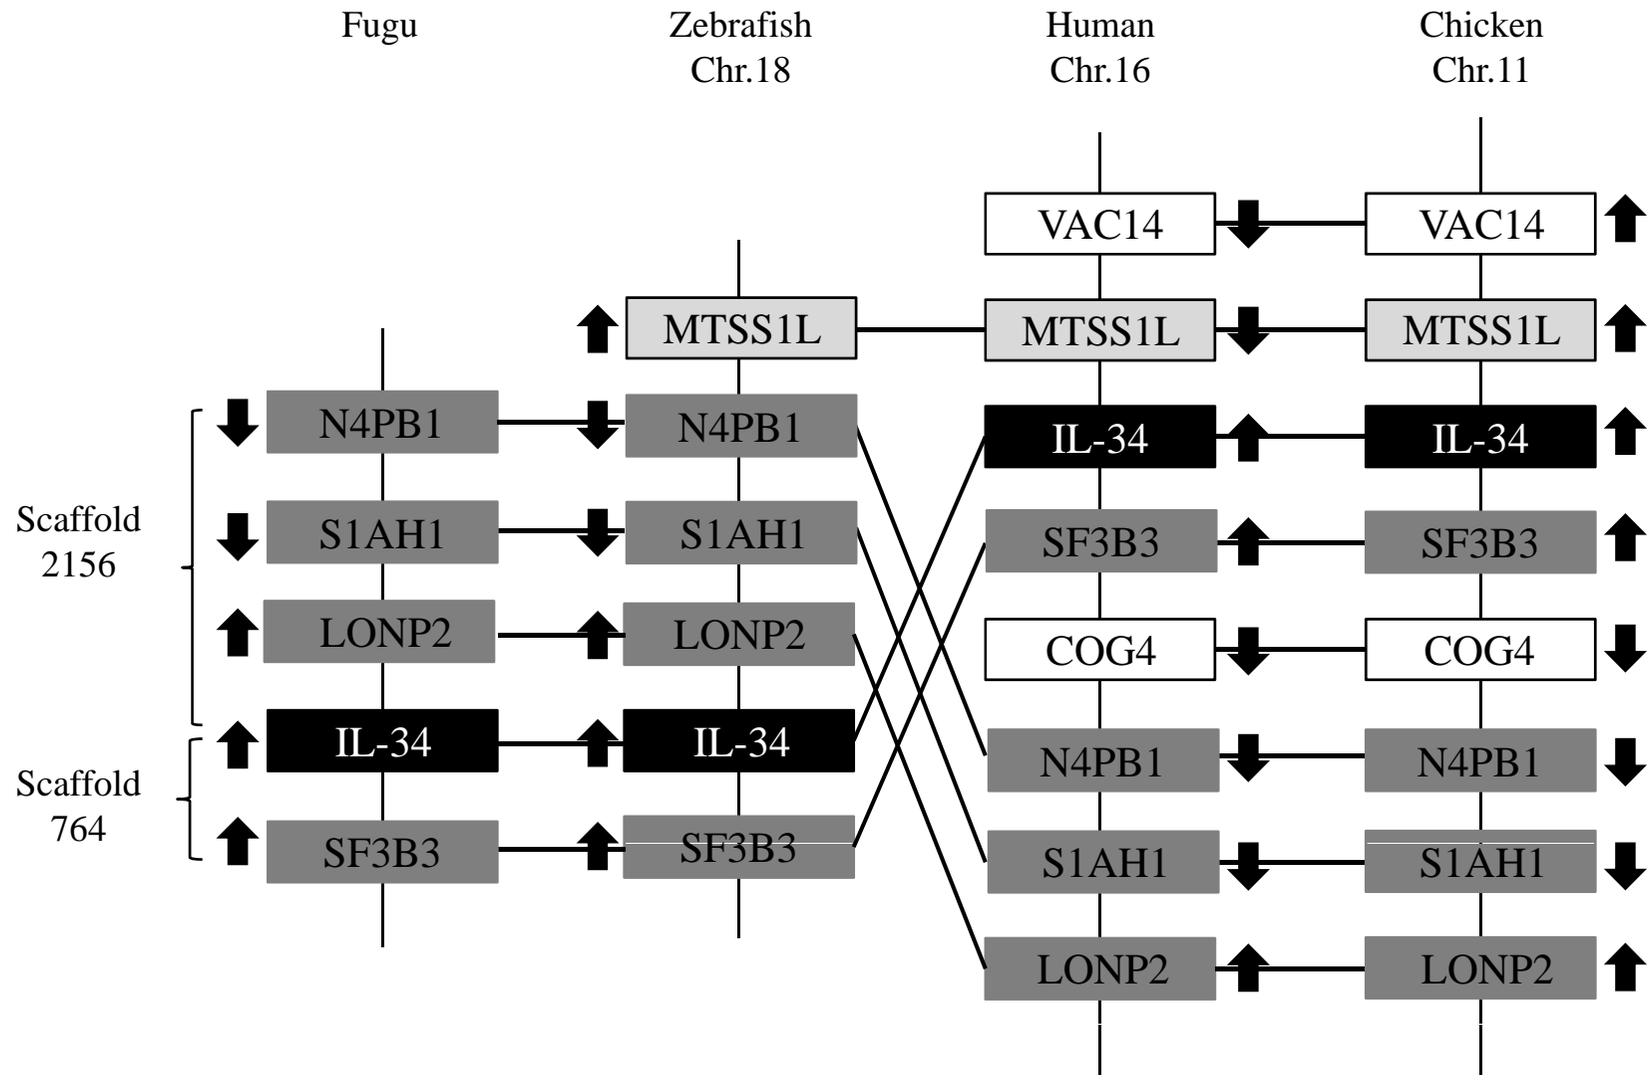 Fugu
Zebrafish
Chr.18
Human
Chr.16
Chicken
Chr.11
VAC14
VAC14
MTSS1L
MTSS1L
MTSS1L
N4PB1
N4PB1
IL-34
IL-34
Scaffold
2156
S1AH1
S1AH1
SF3B3
SF3B3
LONP2
LONP2
COG4
COG4
IL-34
IL-34
N4PB1
N4PB1
Scaffold
764
SF3B3
SF3B3
S1AH1
S1AH1
LONP2
LONP2